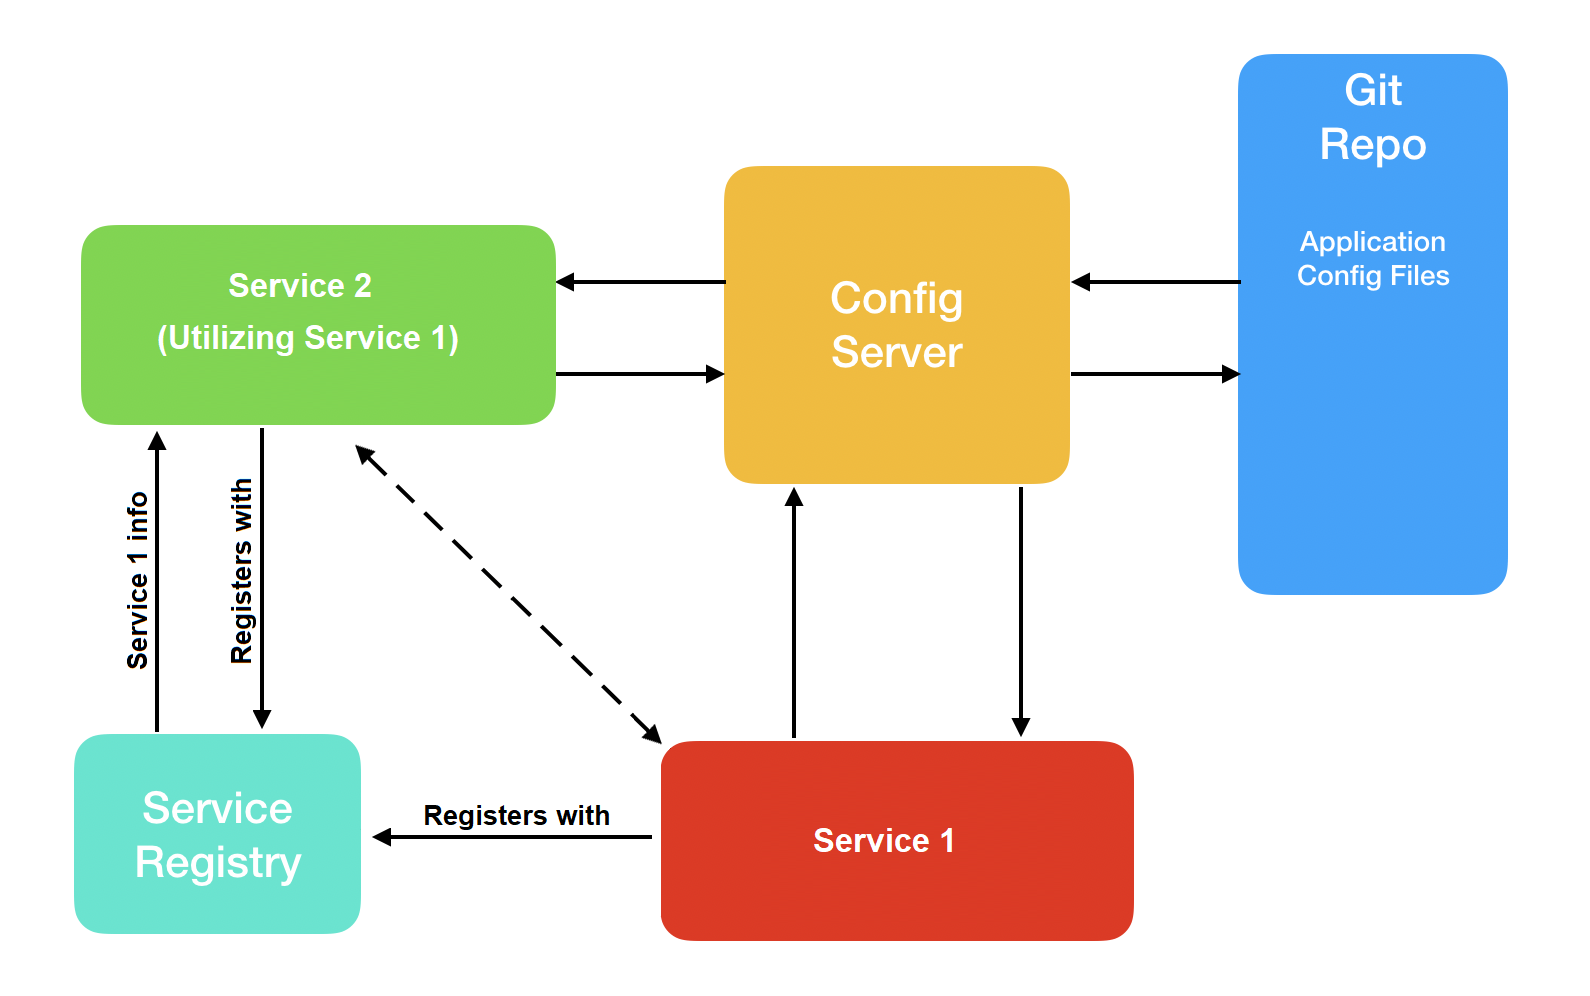 Git
Repo
Application
Config Files
Config
Server
Service 2
(Utilizing Service 1)
Service 1 info
Registers with
Service
Registry
Registers with
Service 1